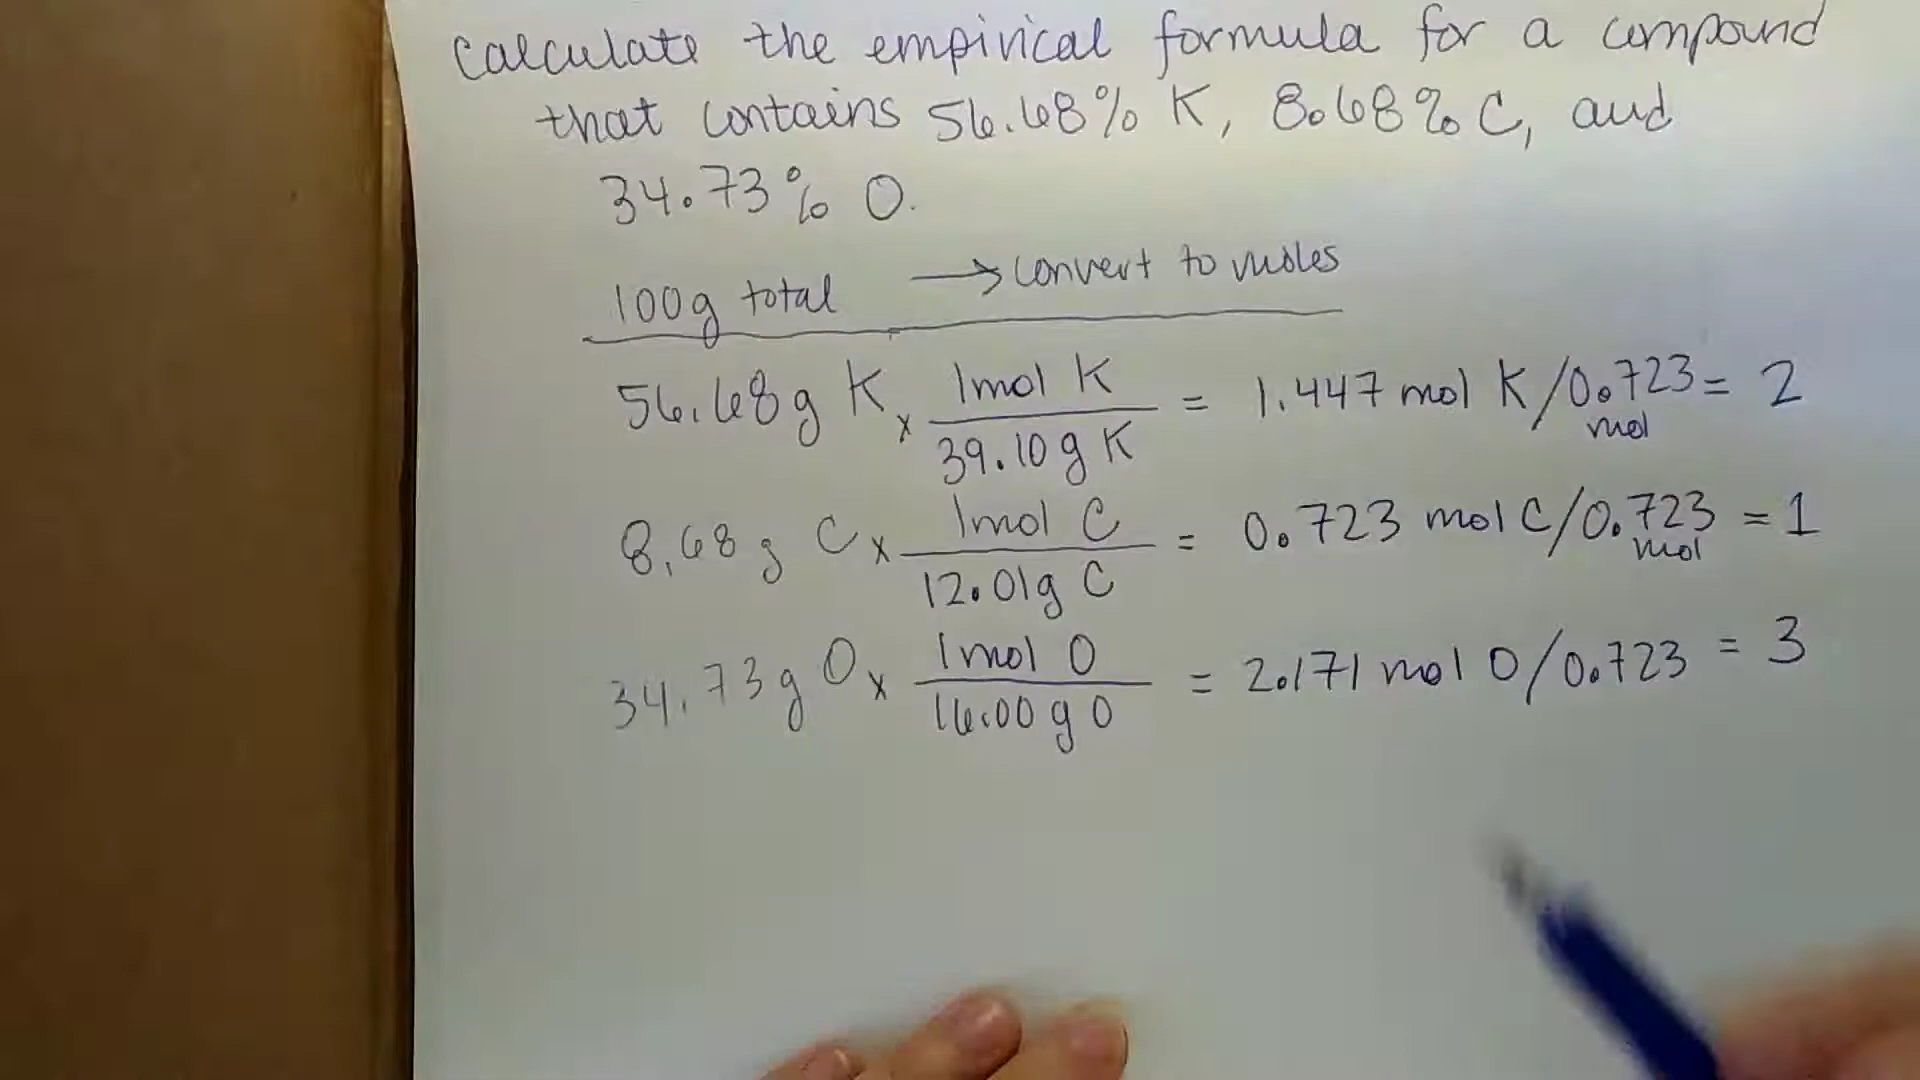 calculate the empirical formula for a compound
that contains 56.68% K, 8.68% C, and
34.73% O.
100g total → convert to moles
56.68g K x 1mol K / 39.10g K = 1.447 mol K/0.723 mol = 2
8.68g C x 1mol C / 12.01g C = 0.723 mol C/0.723 mol = 1
34.73g O x 1mol O / 16.00g O = 2.171 mol O/0.723 = 3